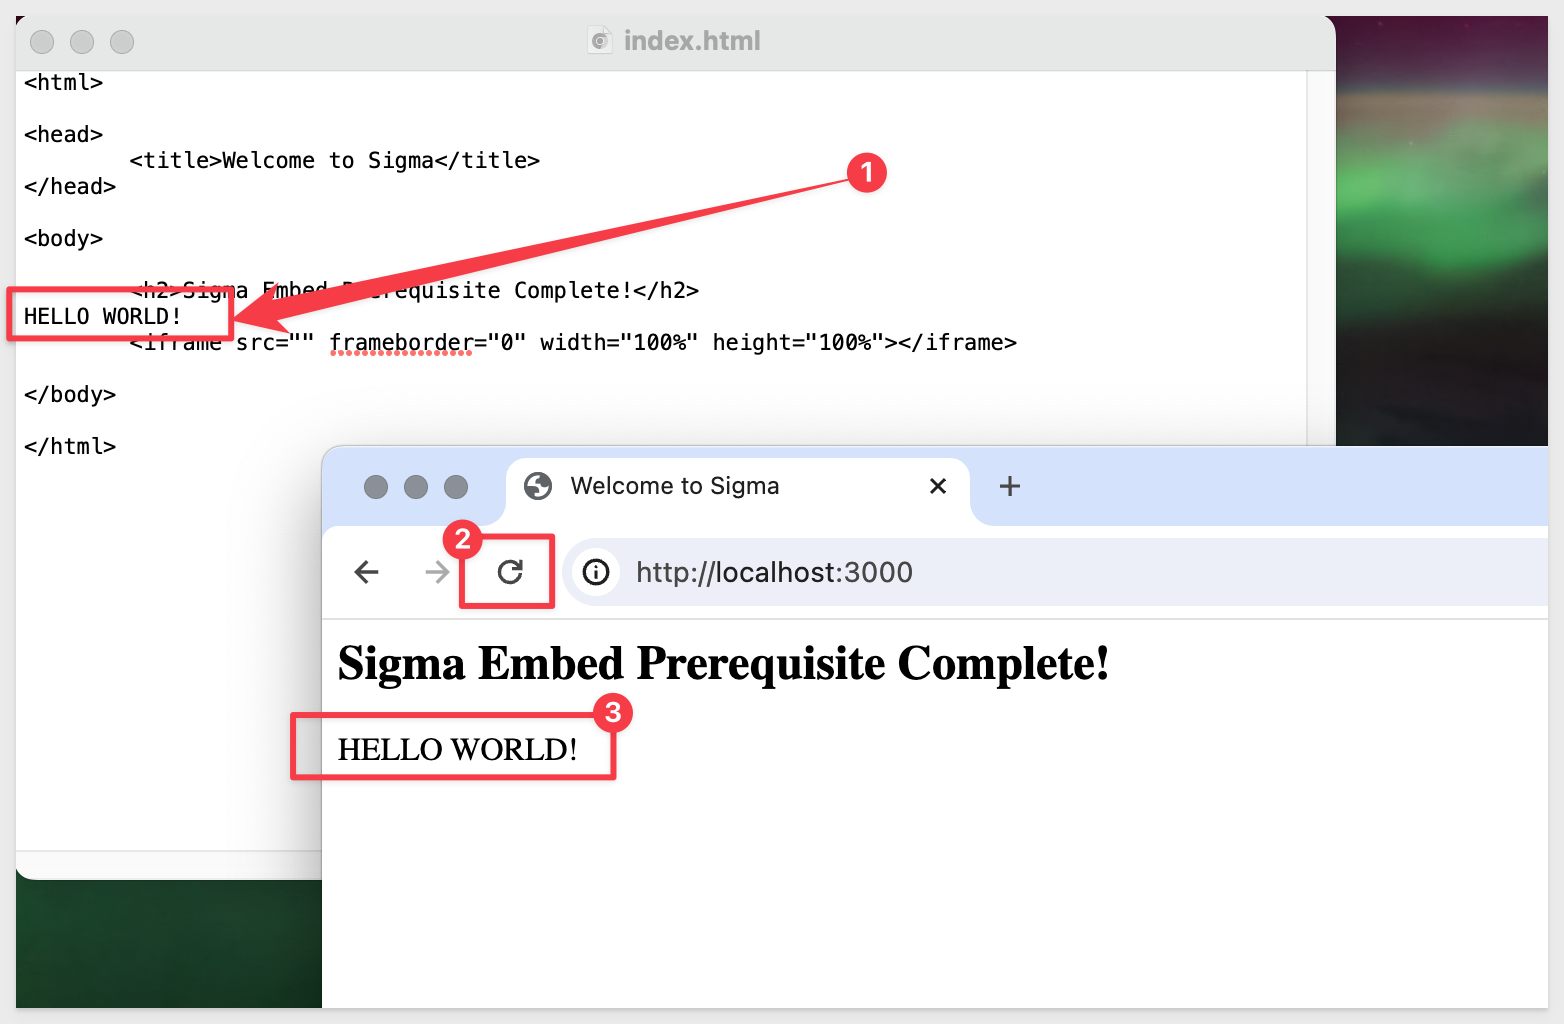 index.html
<html>
<head>
<title>Welcome to Sigma</title>
</head>
1
<body>
<h2>Sigma Embed Prerequisite Complete!</h2>
HELLO WORLD!
<iframe src="" frameborder="0" width="100%" height="100%"></iframe>
</body>
</html>
Welcome to Sigma
2
http://localhost:3000
Sigma Embed Prerequisite Complete!
3
HELLO WORLD!